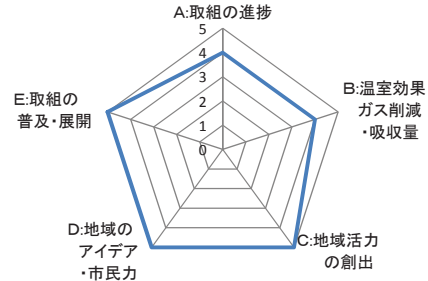 A:取組の進捗
5
4
3
2
1
0
B:温室効果
ガス削減
・吸収量
C:地域活力
の創出
D:地域の
アイデア
・市民力
E:取組の
普及・展開